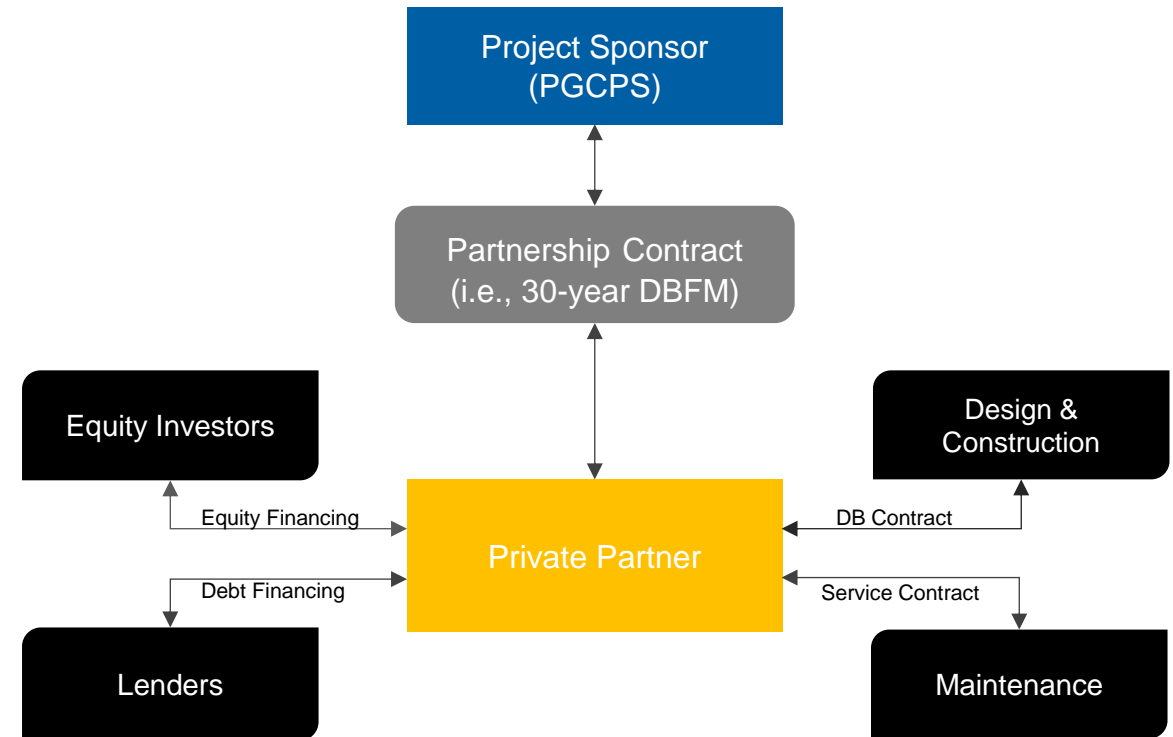 Project Sponsor
(PGCPS)
Partnership Contract
(i.e., 30-year DBFM)
Equity Investors
Design &
Construction
Equity Financing
DB Contract
Private Partner
Debt Financing
Service Contract
Lenders
Maintenance